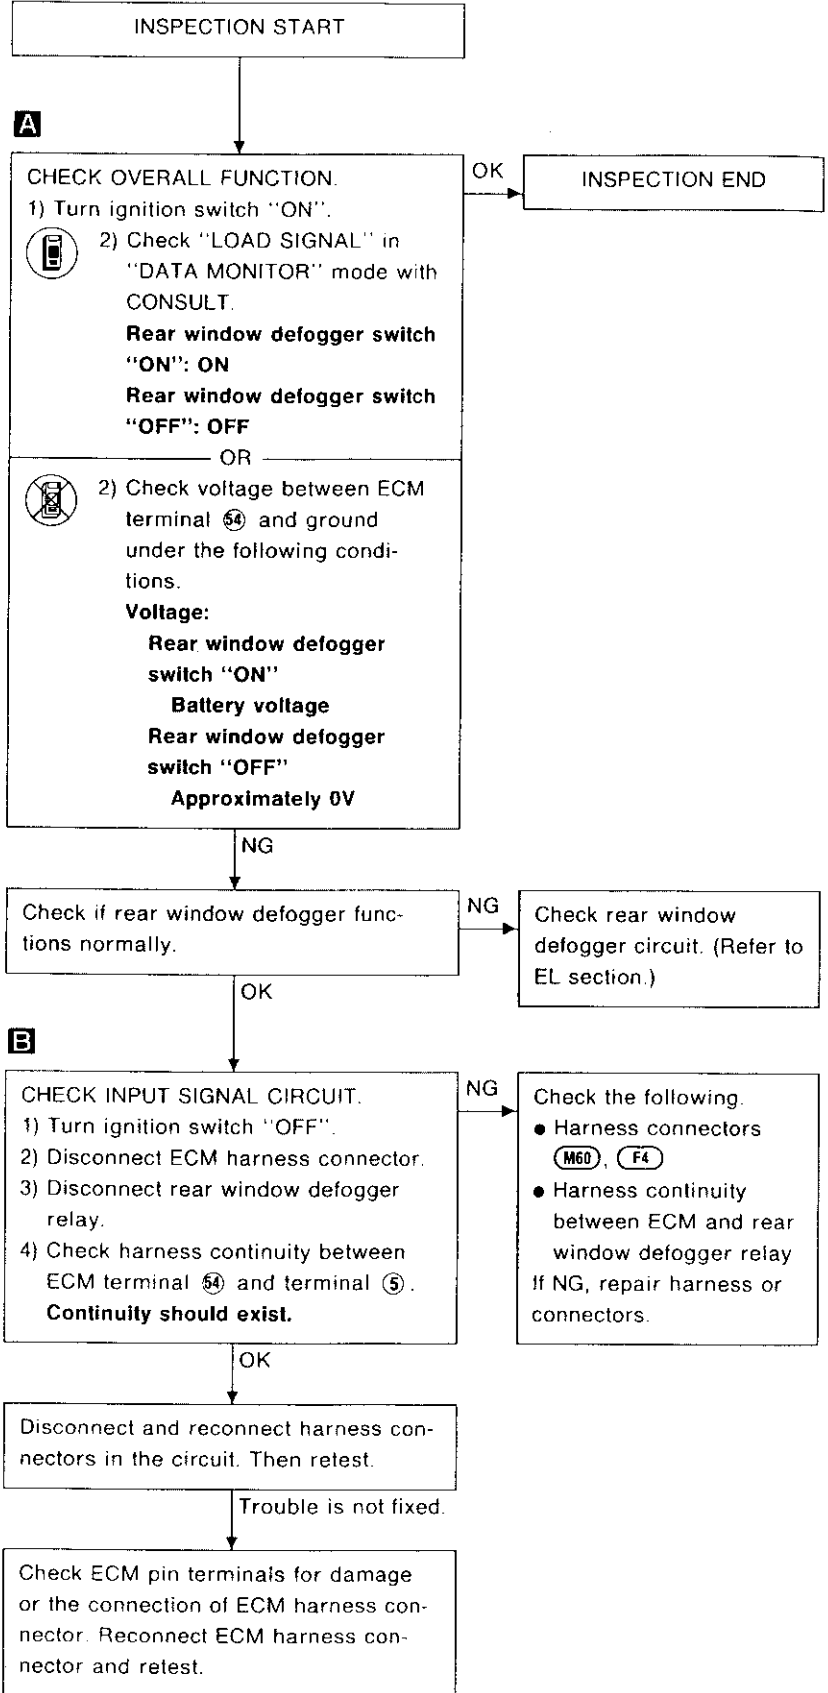 INSPECTION START
A
CHECK OVERALL FUNCTION.
1) Turn ignition switch "ON".
2) Check "LOAD SIGNAL" in
"DATA MONITOR" mode with
CONSULT.
Rear window defogger switch
"ON": ON
Rear window defogger switch
"OFF": OFF
OK
INSPECTION END
OR
2) Check voltage between ECM
terminal 54 and ground
under the following condi-
tions.
Voltage:
Rear window defogger
switch "ON"
Battery voltage
Rear window defogger
switch "OFF"
Approximately 0V
NG
Check if rear window defogger func-
tions normally.
NG
Check rear window
defogger circuit. (Refer to
EL section.)
OK
B
CHECK INPUT SIGNAL CIRCUIT.
1) Turn ignition switch "OFF".
2) Disconnect ECM harness connector.
3) Disconnect rear window defogger
relay.
4) Check harness continuity between
ECM terminal 54 and terminal 5.
Continuity should exist.
NG
Check the following.
● Harness connectors
M60, F4
● Harness continuity
between ECM and rear
window defogger relay
If NG, repair harness or
connectors.
OK
Disconnect and reconnect harness con-
nectors in the circuit. Then retest.
Trouble is not fixed.
Check ECM pin terminals for damage
or the connection of ECM harness con-
nector. Reconnect ECM harness con-
nector and retest.